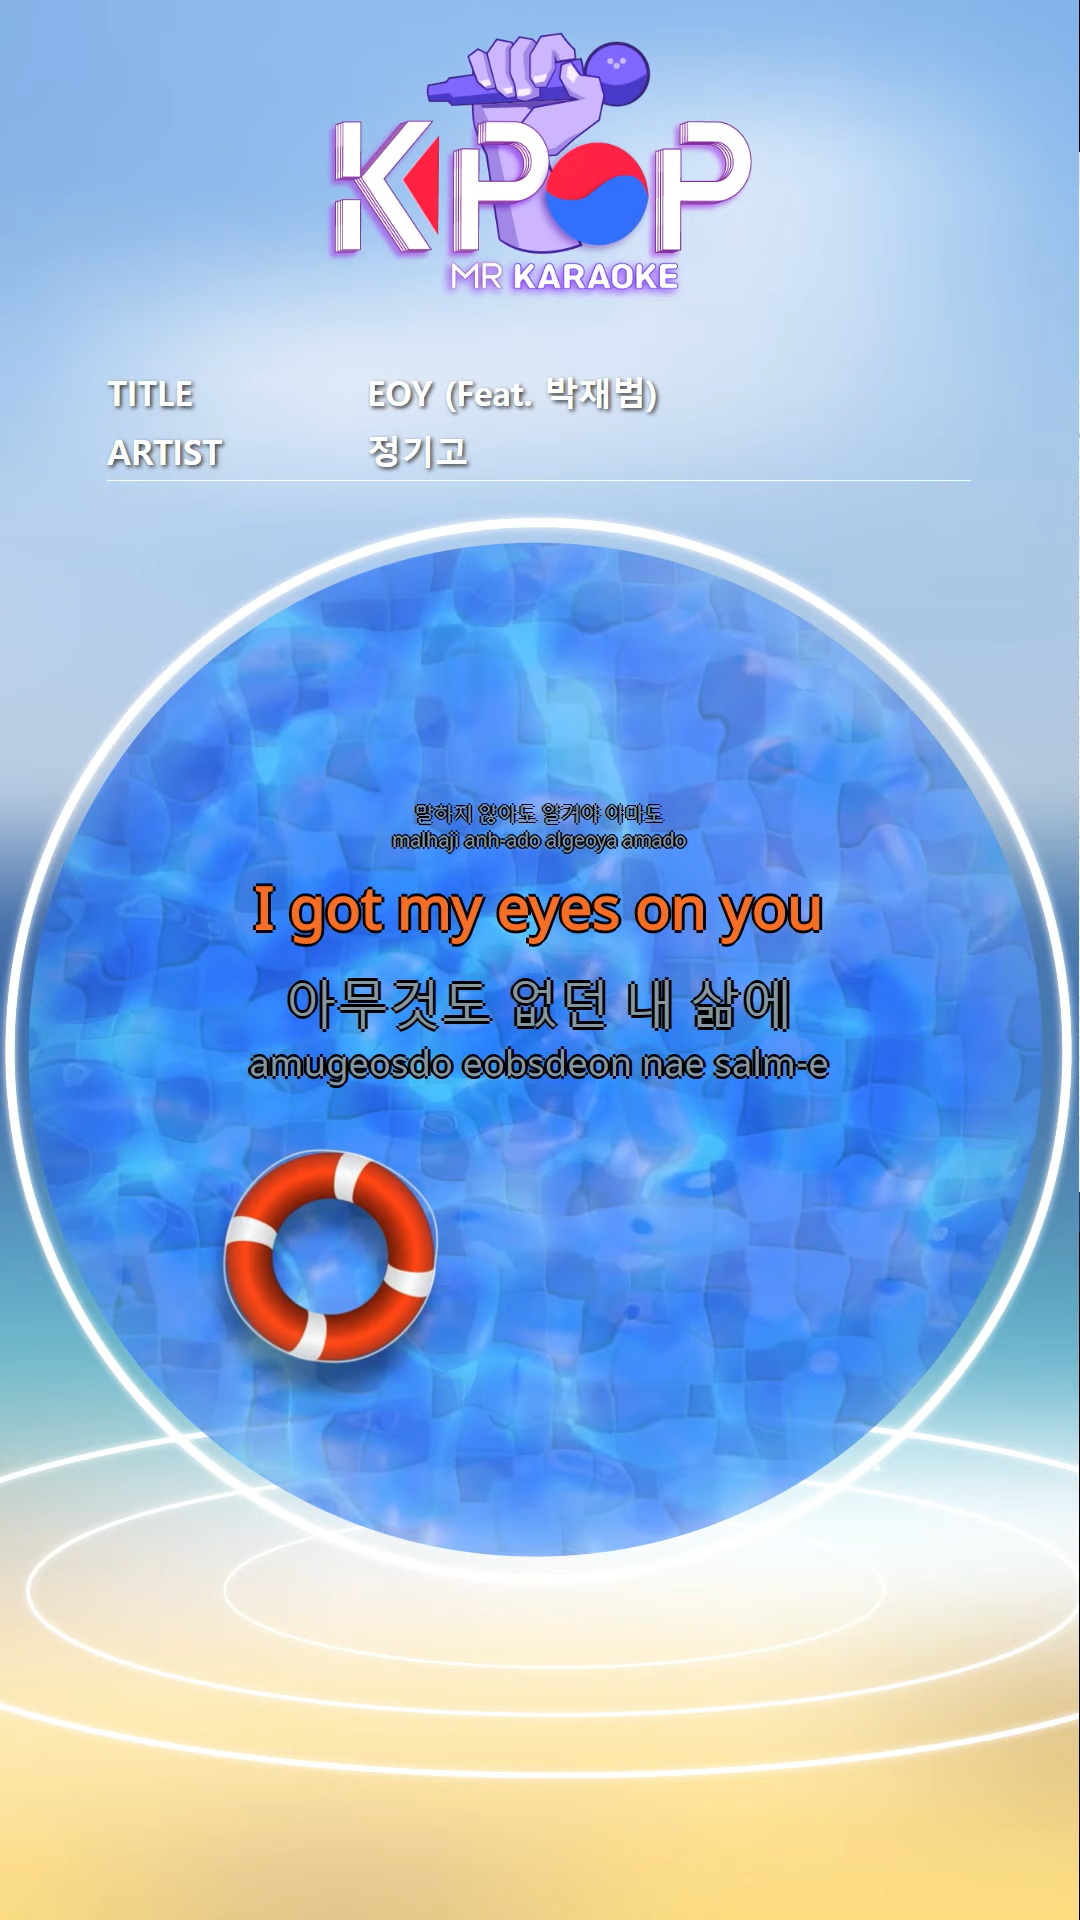 KPOP
MR KARAOKE
TITLE EOY (Feat. 박재범)
ARTIST 정기고
말하지 않아도 알거야 아마도
malhaji anh-ado algeoya amado
I got my eyes on you
아무것도 없던 내 삶에
amugeosdo eobsdeon nae salm-e